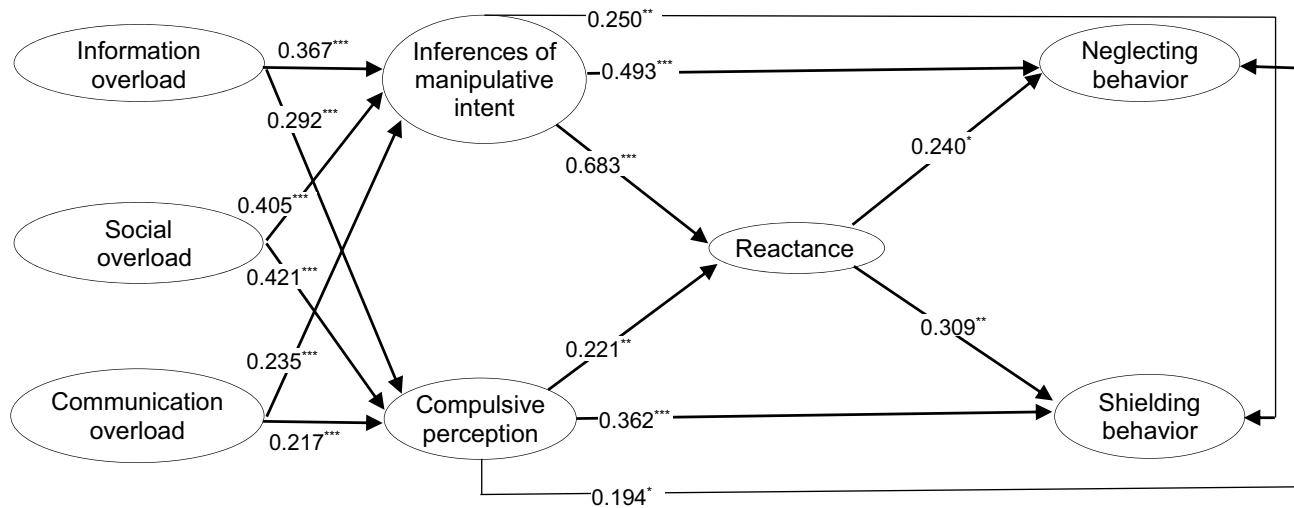 0.250**
Information
overload
0.367***
Inferences of
manipulative
intent
0.493***
Neglecting
behavior
0.292***
0.683***
0.240*
0.405***
Social
overload
Reactance
0.421***
0.235***
0.221**
0.309**
Communication
overload
0.217***
Compulsive
perception
0.362***
Shielding
behavior
0.194*